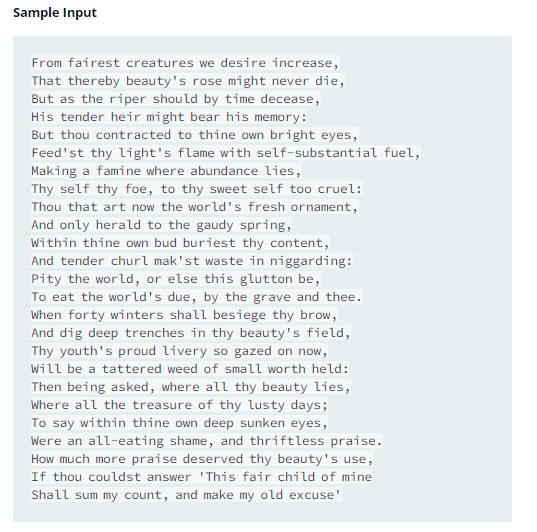 Sample Input
From fairest creatures we desire increase,
That thereby beauty's rose might never die,
But as the riper should by time decease,
His tender heir might bear his memory:
But thou contracted to thine own bright eyes,
Feed'st thy light's flame with self-substantial fuel,
Making a famine where abundance lies,
Thy self thy foe, to thy sweet self too cruel:
Thou that art now the world's fresh ornament,
And only herald to the gaudy spring,
Within thine own bud buriest thy content,
And tender churl mak'st waste in niggarding:
Pity the world, or else this glutton be,
To eat the world's due, by the grave and thee.
When forty winters shall besiege thy brow,
And dig deep trenches in thy beauty's field,
Thy youth's proud livery so gazed on now,
Will be a tattered weed of small worth held:
Then being asked, where all thy beauty lies,
Where all the treasure of thy lusty days;
To say within thine own deep sunken eyes,
Were an all-eating shame, and thriftless praise.
How much more praise deserved thy beauty's use,
If thou couldst answer 'This fair child of mine
Shall sum my count, and make my old excuse'